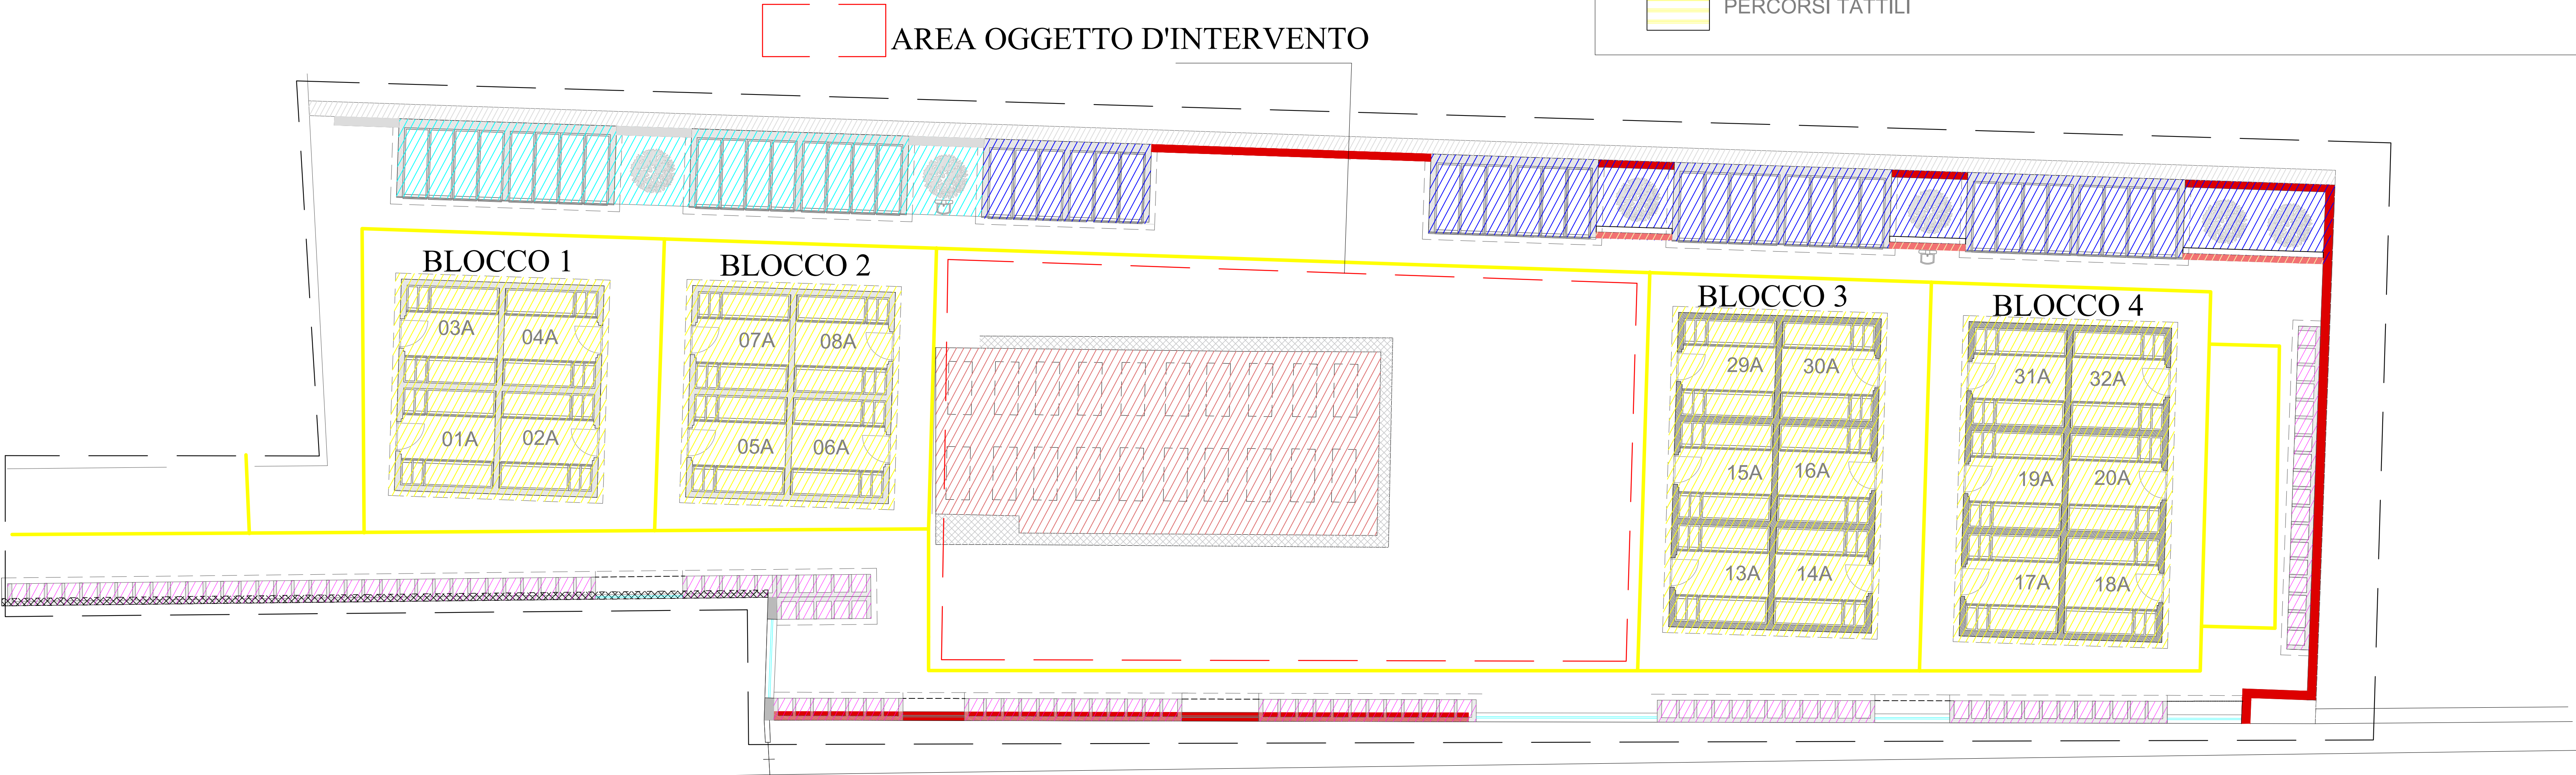 PERCORSI TATTILI
AREA OGGETTO D'INTERVENTO
BLOCCO 1
BLOCCO 2
BLOCCO 3
BLOCCO 4
03A
04A
01A
02A
07A
08A
05A
06A
29A
30A
15A
16A
13A
14A
31A
32A
19A
20A
17A
18A